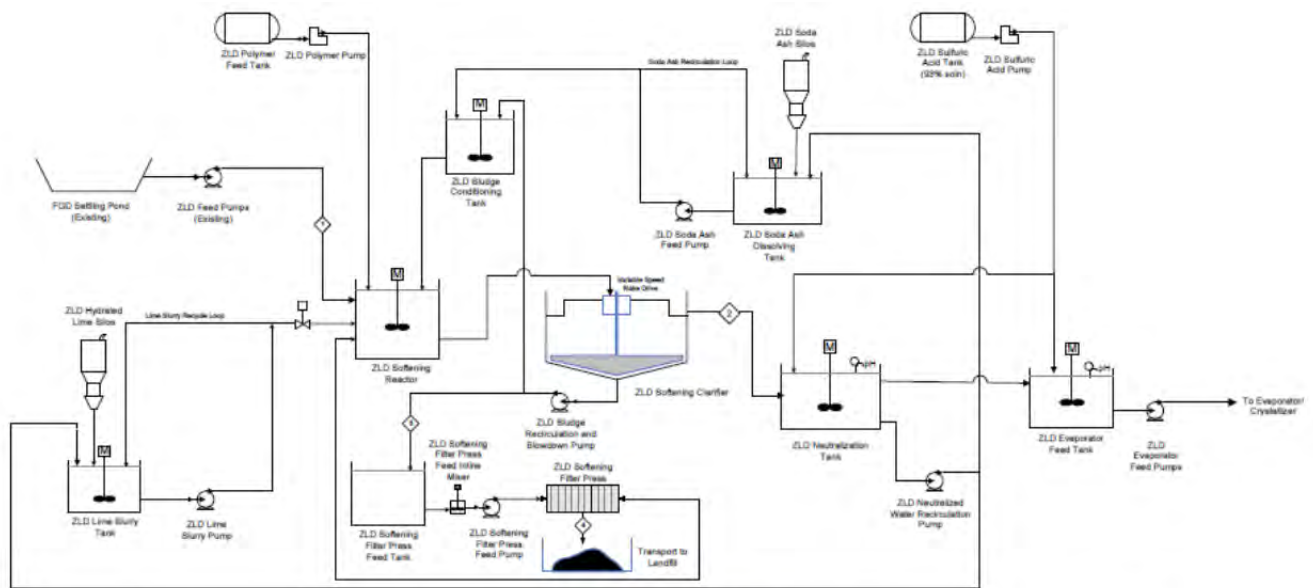 ZLD Polymer
Feed Tank
ZLD Polymer Pump
ZLD Soda
Ash Silos
ZLD Sulfuric
Acid Tank
(93% soln)
ZLD Sulfuric
Acid Pump
Soda Ash Recirculation Loop
M
ZLD Sludge
Conditioning
Tank
M
ZLD Soda Ash
Feed Pump
ZLD Soda Ash
Dissolving
Tank
FGD Settling Pond
(Existing)
ZLD Feed Pumps
(Existing)
1
M
ZLD Softening
Reactor
Variable Speed
Rake Drive
ZLD Softening Clarifier
2
ZLD Hydrated
Lime Silos
Lime Slurry Recycle Loop
M
ZLD Lime Slurry
Tank
ZLD Lime
Slurry Pump
M
pH
ZLD Neutralization
Tank
M
pH
ZLD Evaporator
Feed Tank
ZLD
Evaporator
Feed Pumps
To Evaporator/
Crystallizer
ZLD Sludge
Recirculation and
Blowdown Pump
ZLD Softening
Filter Press
Feed Tank
ZLD Softening
Filter Press
Feed Inline
Mixer
ZLD Softening
Filter Press
Feed Pump
ZLD Softening
Filter Press
4
Transport to
Landfill
ZLD Neutralized
Water Recirculation
Pump